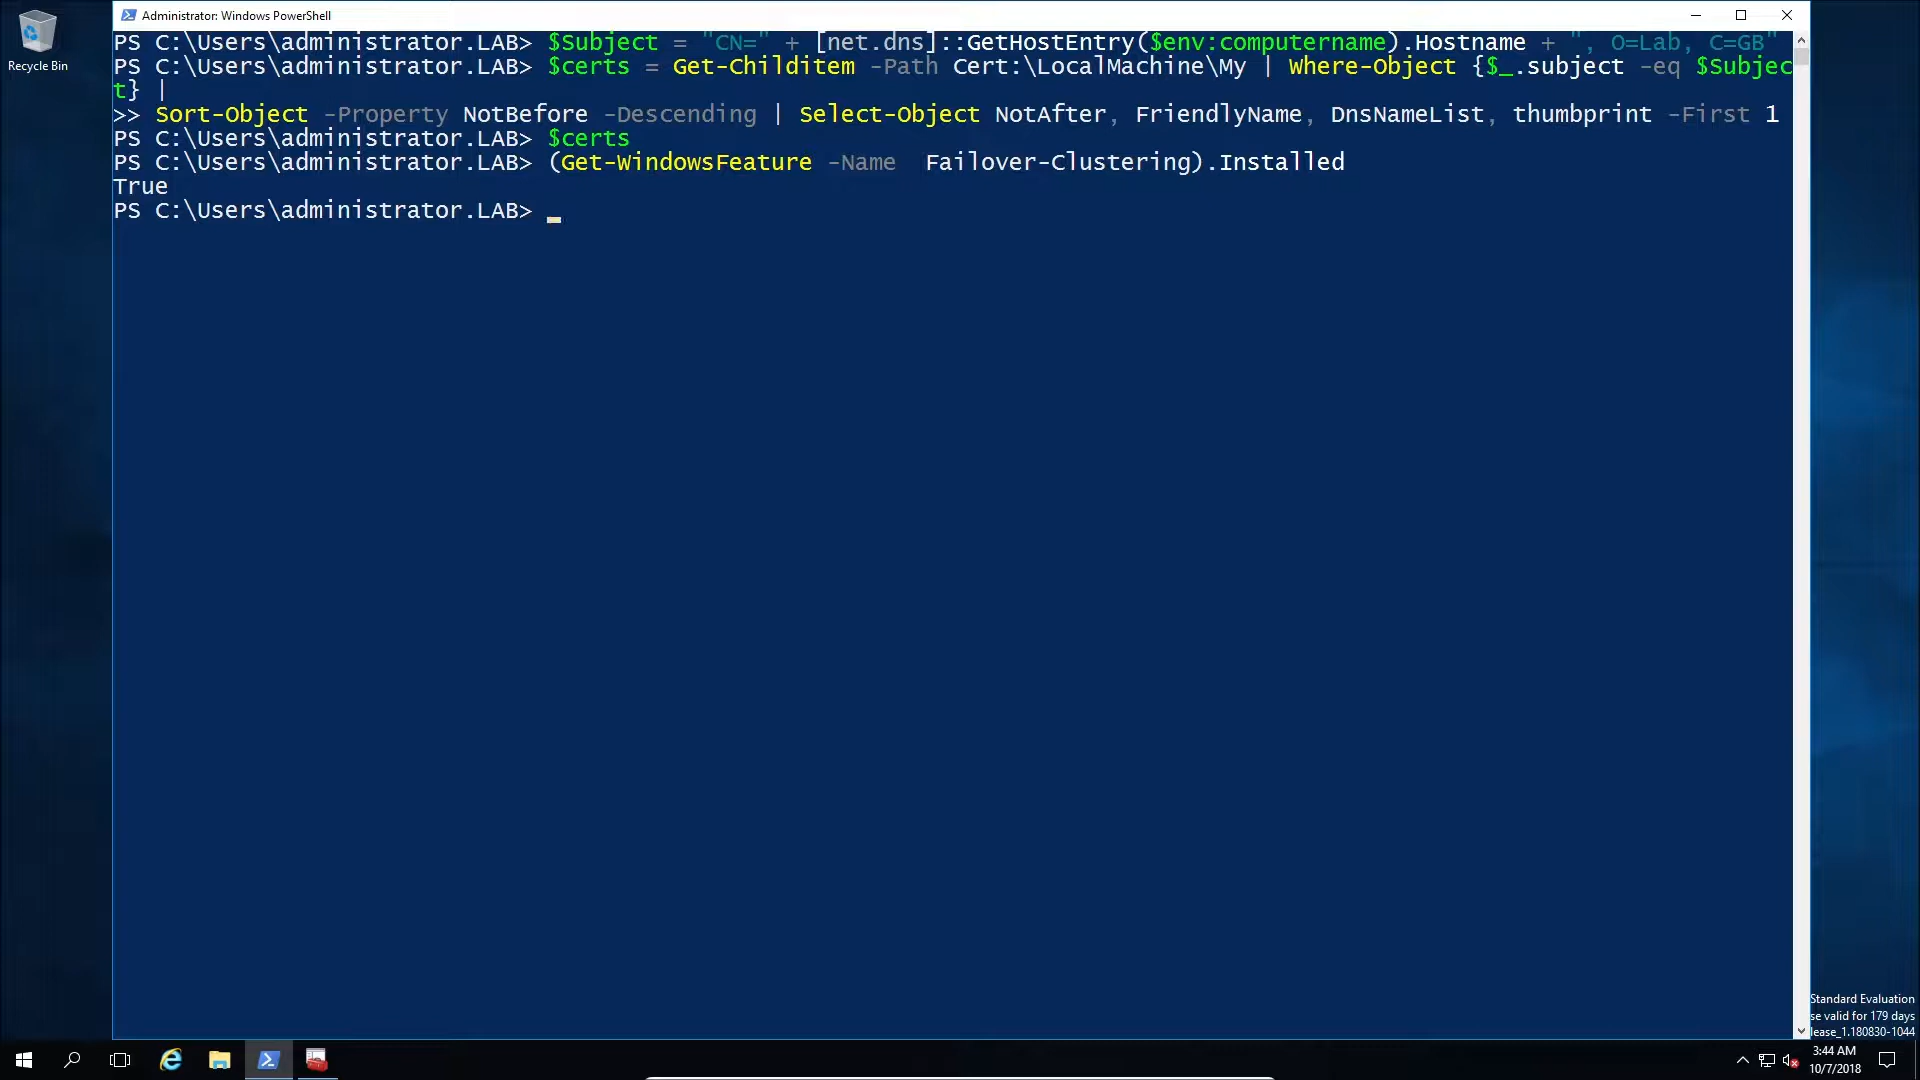 Recycle Bin
Administrator: Windows PowerShell
PS C:\Users\administrator.LAB> $Subject = "CN=" + [net.dns]::GetHostEntry($env:computername).Hostname + ", O=Lab, C=GB"
PS C:\Users\administrator.LAB> $certs = Get-Childitem -Path Cert:\LocalMachine\My | Where-Object {$_.subject -eq $Subjec
t} |
>> Sort-Object -Property NotBefore -Descending | Select-Object NotAfter, FriendlyName, DnsNameList, thumbprint -First 1
PS C:\Users\administrator.LAB> $certs
PS C:\Users\administrator.LAB> (Get-WindowsFeature -Name  Failover-Clustering).Installed
True
PS C:\Users\administrator.LAB>
Standard Evaluation
se valid for 179 days
lease_1.180830-1044
3:44 AM
10/7/2018